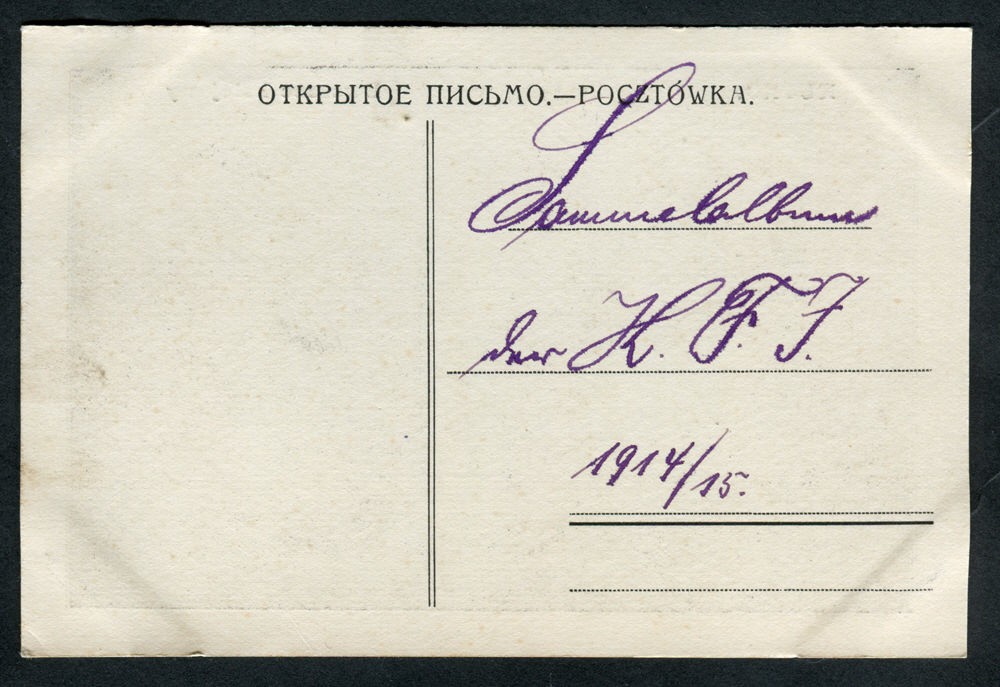 ОТКРЫТОЕ ПИСЬМО.—POCZTÓWKA.
Sammelalbum
der K. F. J.
1914/15.